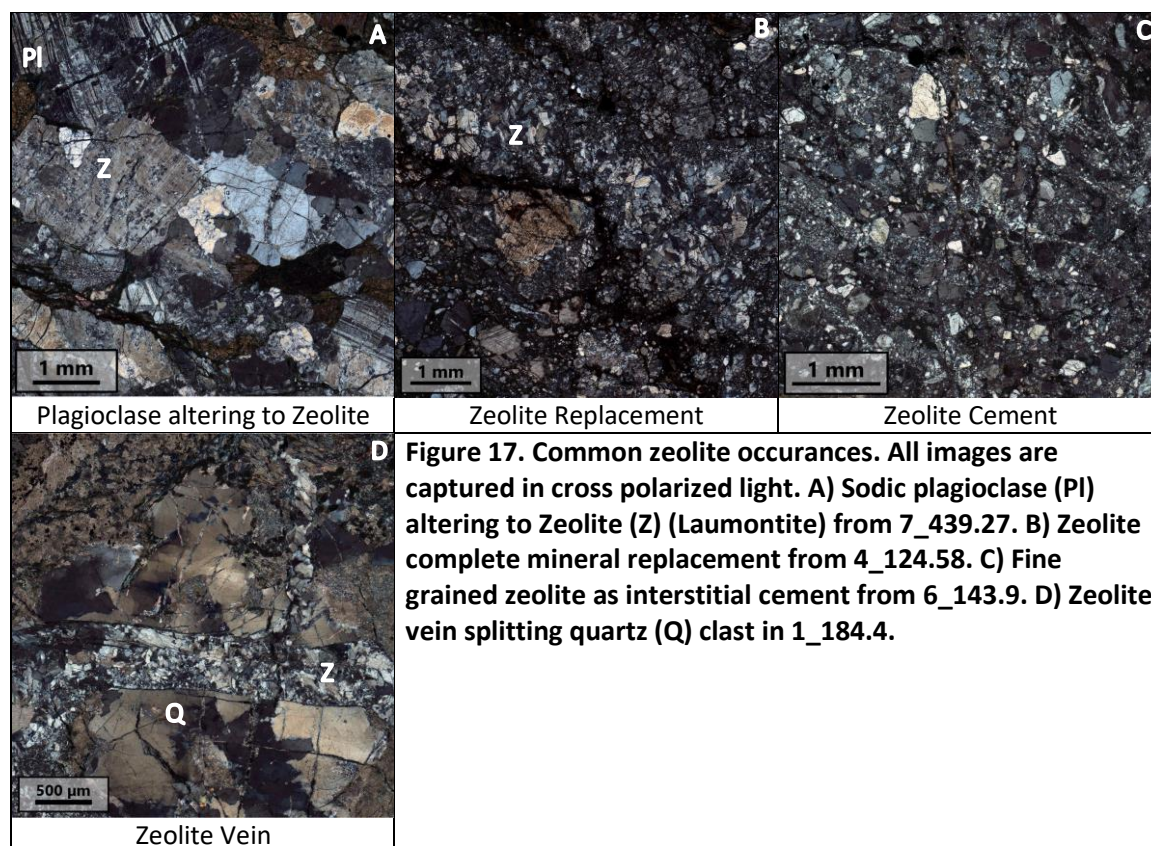 Pl
A
Z
1 mm
Plagioclase altering to Zeolite
B
Z
1 mm
Zeolite Replacement
C
1 mm
Zeolite Cement
D
Z
Q
500 µm
Zeolite Vein
Figure 17. Common zeolite occurances. All images are
captured in cross polarized light. A) Sodic plagioclase (Pl)
altering to Zeolite (Z) (Laumontite) from 7_439.27. B) Zeolite
complete mineral replacement from 4_124.58. C) Fine
grained zeolite as interstitial cement from 6_143.9. D) Zeolite
vein splitting quartz (Q) clast in 1_184.4.